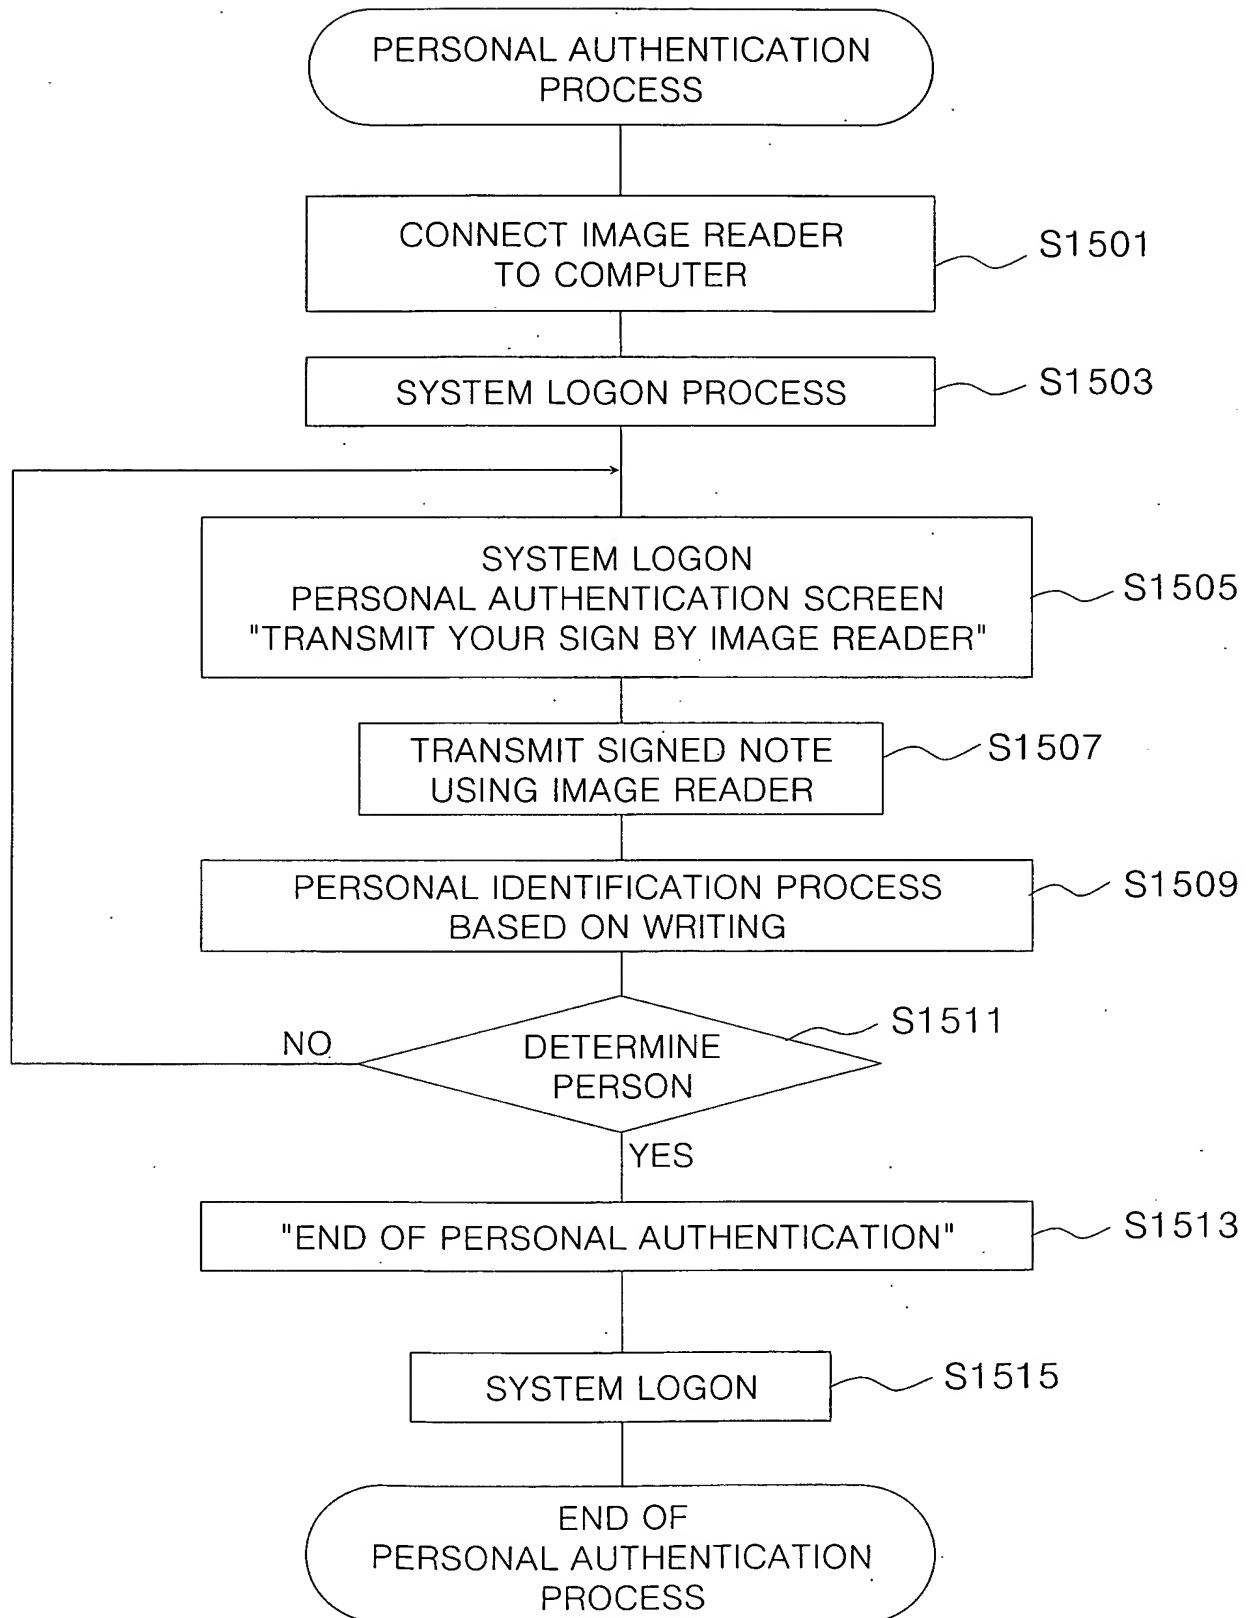 PERSONAL AUTHENTICATION
PROCESS
CONNECT IMAGE READER
TO COMPUTER
S1501
SYSTEM LOGON PROCESS
S1503
SYSTEM LOGON
PERSONAL AUTHENTICATION SCREEN
"TRANSMIT YOUR SIGN BY IMAGE READER"
S1505
TRANSMIT SIGNED NOTE
USING IMAGE READER
S1507
PERSONAL IDENTIFICATION PROCESS
BASED ON WRITING
S1509
DETERMINE
PERSON
S1511
NO
YES
"END OF PERSONAL AUTHENTICATION"
S1513
SYSTEM LOGON
S1515
END OF
PERSONAL AUTHENTICATION
PROCESS